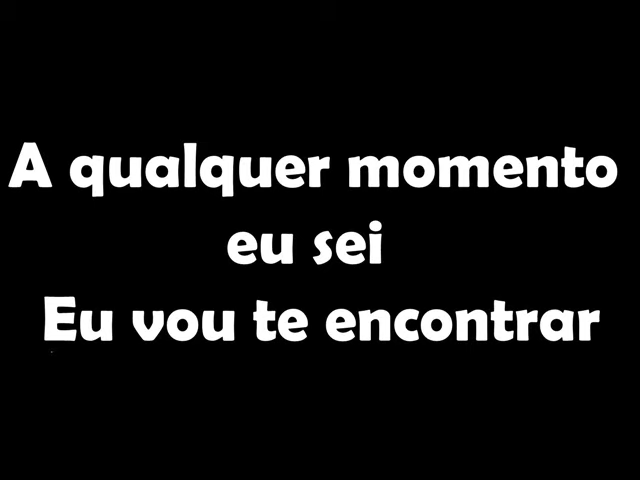 A qualquer momento
eu sei
Eu vou te encontrar